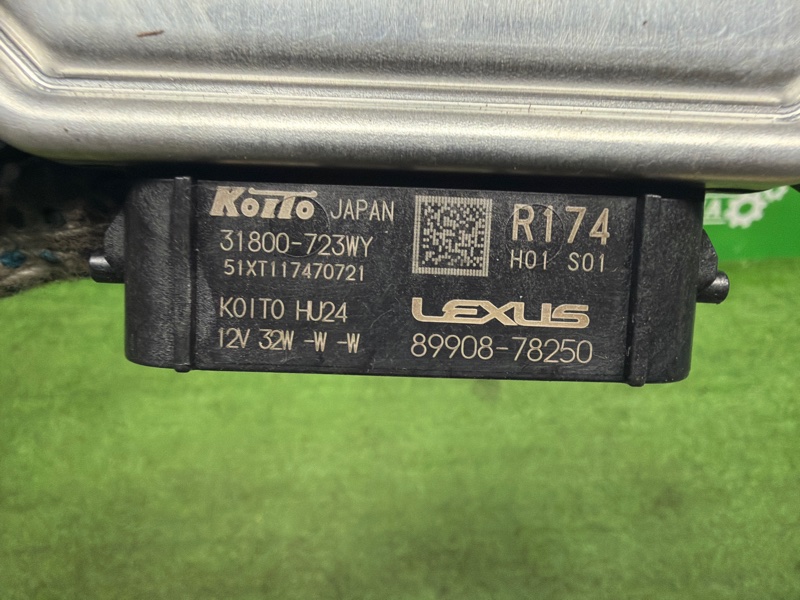 KOITO JAPAN
31800-723WY
51XT117470721
KOITO HU24
12V 32W -W -W
R174
H01 S01
LEXUS
89908-78250